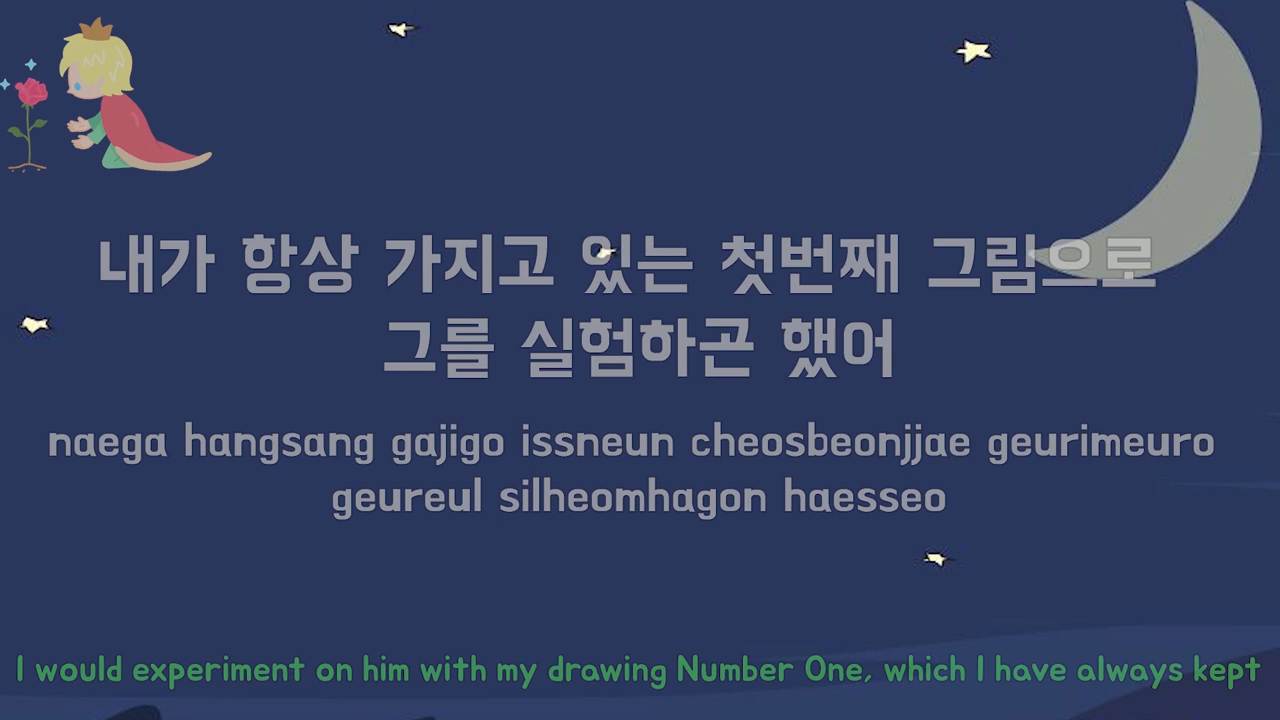 내가 항상 가지고 있는 첫번째 그림으로
그를 실험하곤 했어
naega hangsang gajigo issneun cheosbeonjjae geurimeuro
geureul silheomhagon haesseo
I would experiment on him with my drawing Number One, which I have always kept